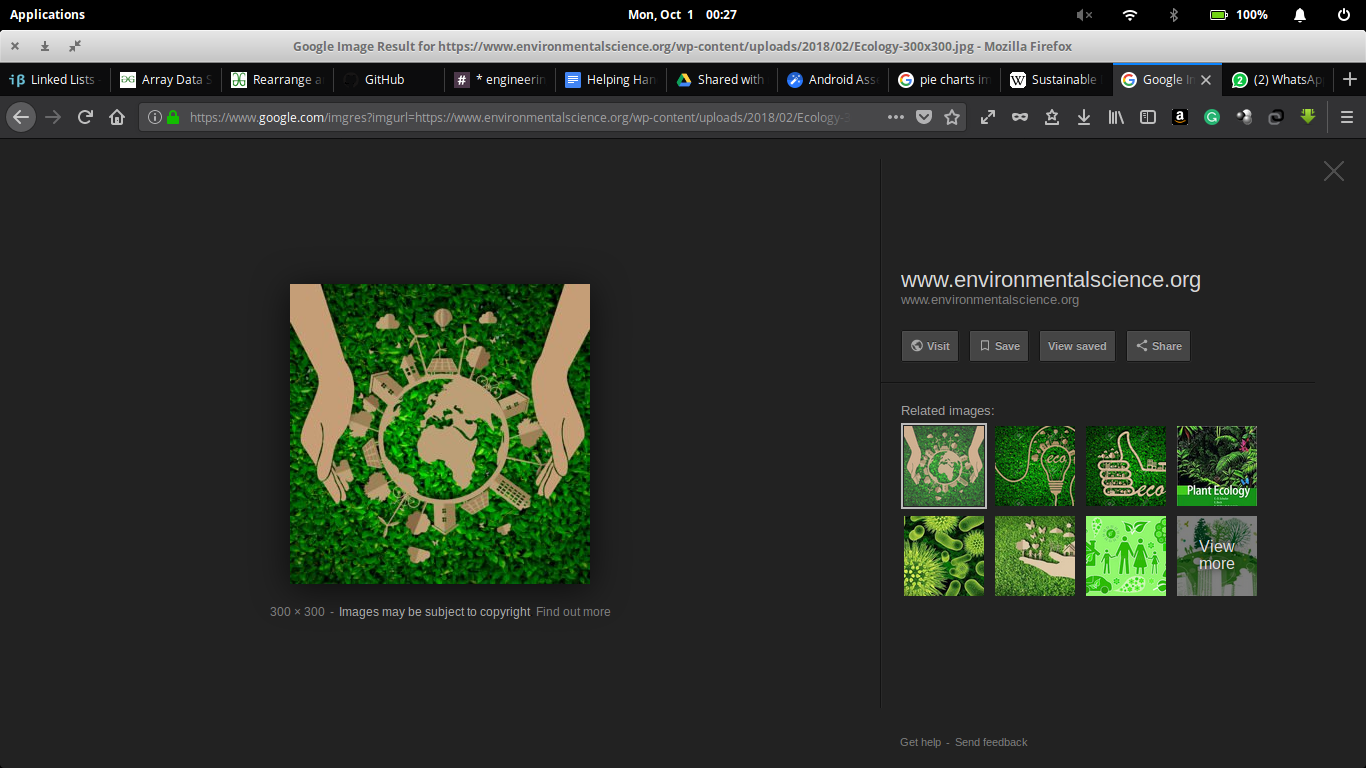 Applications
Mon, Oct 1 00:27
100%
Google Image Result for https://www.environmentalscience.org/wp-content/uploads/2018/02/Ecology-300x300.jpg - Mozilla Firefox
iβ Linked Lists
Array Data S
Rearrange a
GitHub
# * engineerin
Helping Han
Shared with
Android Ass
G pie charts im
W Sustainable
G Google Im
2 (2) WhatsAp
https://www.google.com/imgres?imgurl=https://www.environmentalscience.org/wp-content/uploads/2018/02/Ecology-3
www.environmentalscience.org
www.environmentalscience.org
Visit
Save
View saved
Share
Related images:
eco
eco
Plant Ecology
View
more
300 × 300 - Images may be subject to copyright Find out more
Get help - Send feedback